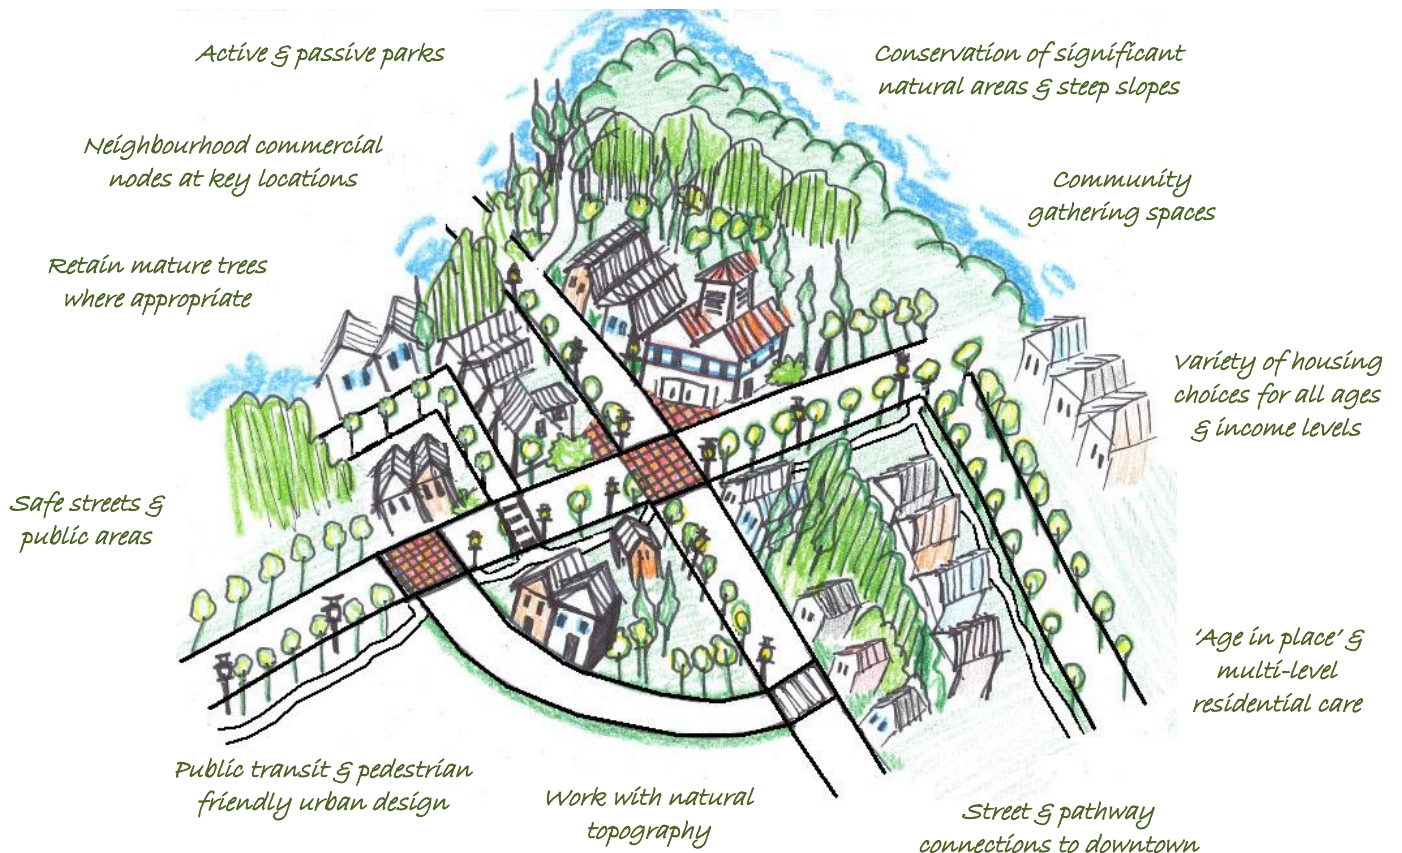 Active & passive parks
Conservation of significant
natural areas & steep slopes
Neighbourhood commercial
nodes at key locations
Community
gathering spaces
Retain mature trees
where appropriate
Variety of housing
choices for all ages
& income levels
Safe streets &
public areas
'Age in place' &
multi-level
residential care
Public transit & pedestrian
friendly urban design
Work with natural
topography
Street & pathway
connections to downtown